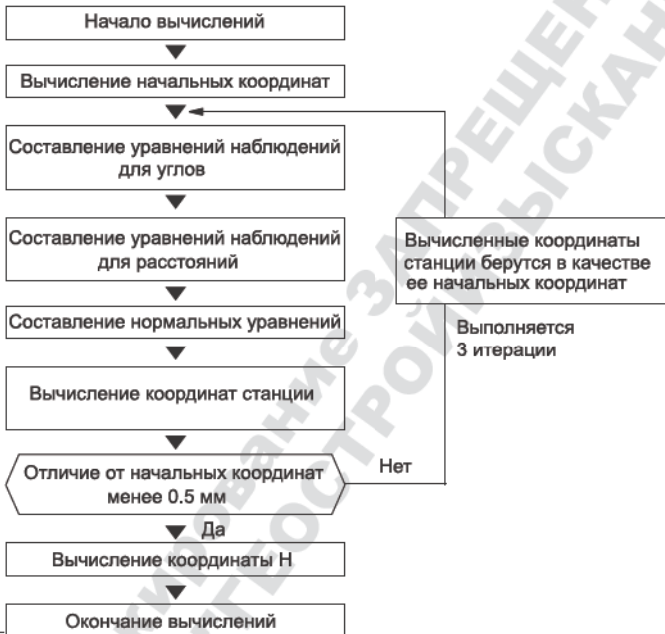 Начало вычислений
Вычисление начальных координат
Составление уравнений наблюдений
для углов
Составление уравнений наблюдений
для расстояний
Вычисленные координаты
станции берутся в качестве
ее начальных координат
Составление нормальных уравнений
Выполняется
3 итерации
Вычисление координат станции
Отличие от начальных координат
менее 0.5 мм
Нет
Да
Вычисление координаты H
Окончание вычислений